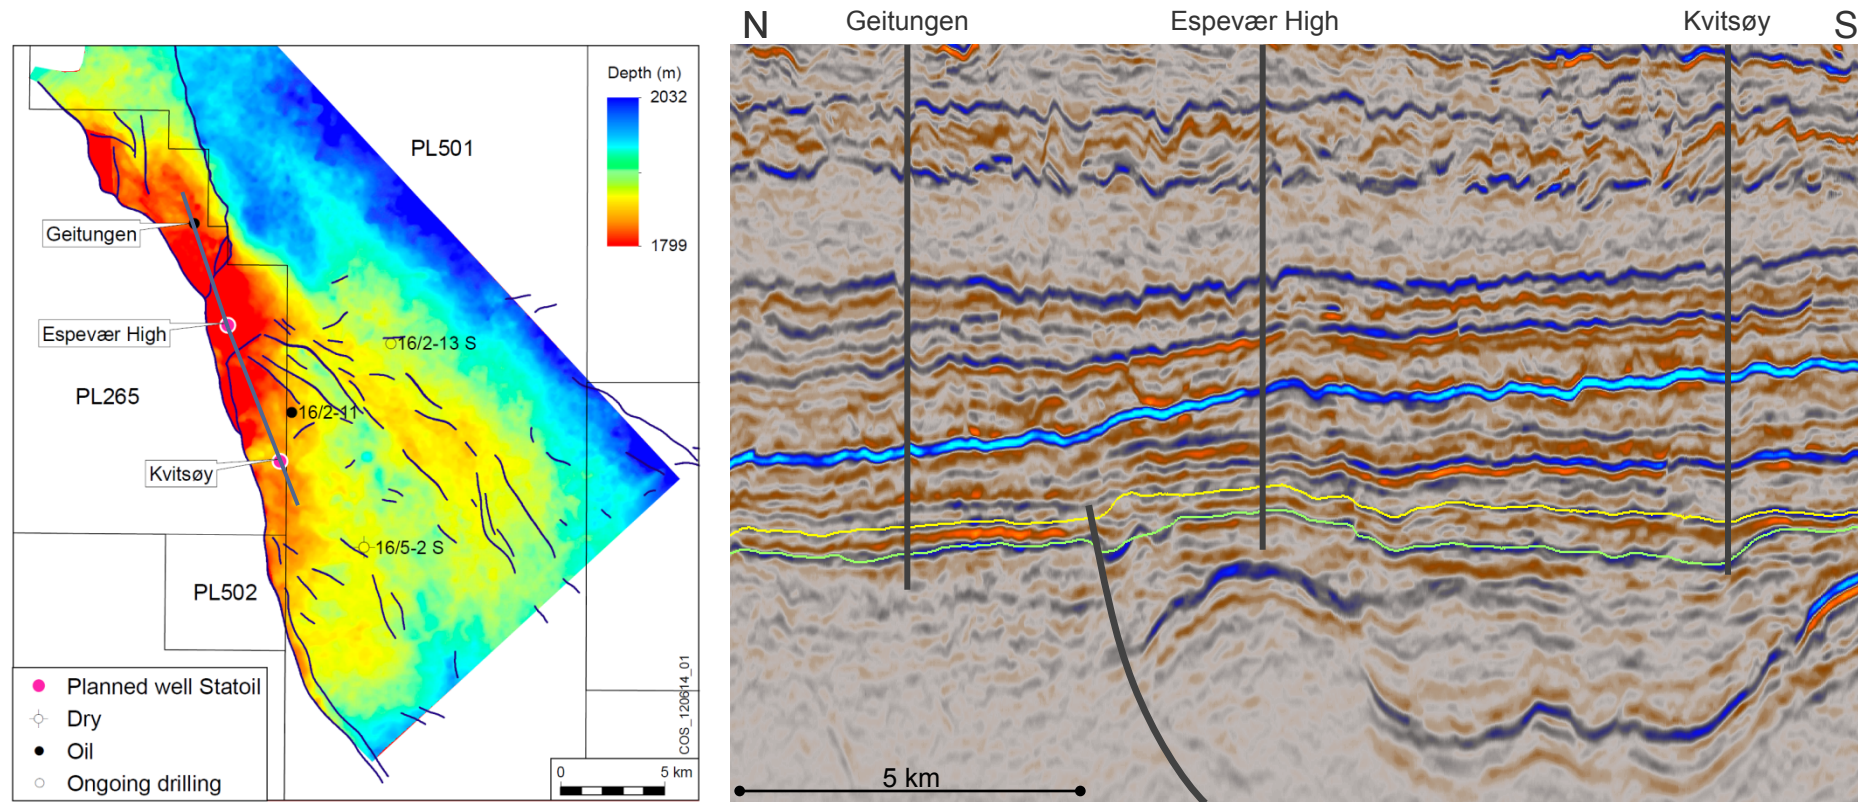 N
Geitungen
Espevær High
Kvitsøy
S
Depth (m)
2032
1799
PL501
Geitungen
Espevær High
16/2-13 S
PL265
16/2-11
Kvitsøy
16/5-2 S
PL502
Planned well Statoil
Dry
Oil
Ongoing drilling
COS_120614_01
0 5 km
5 km